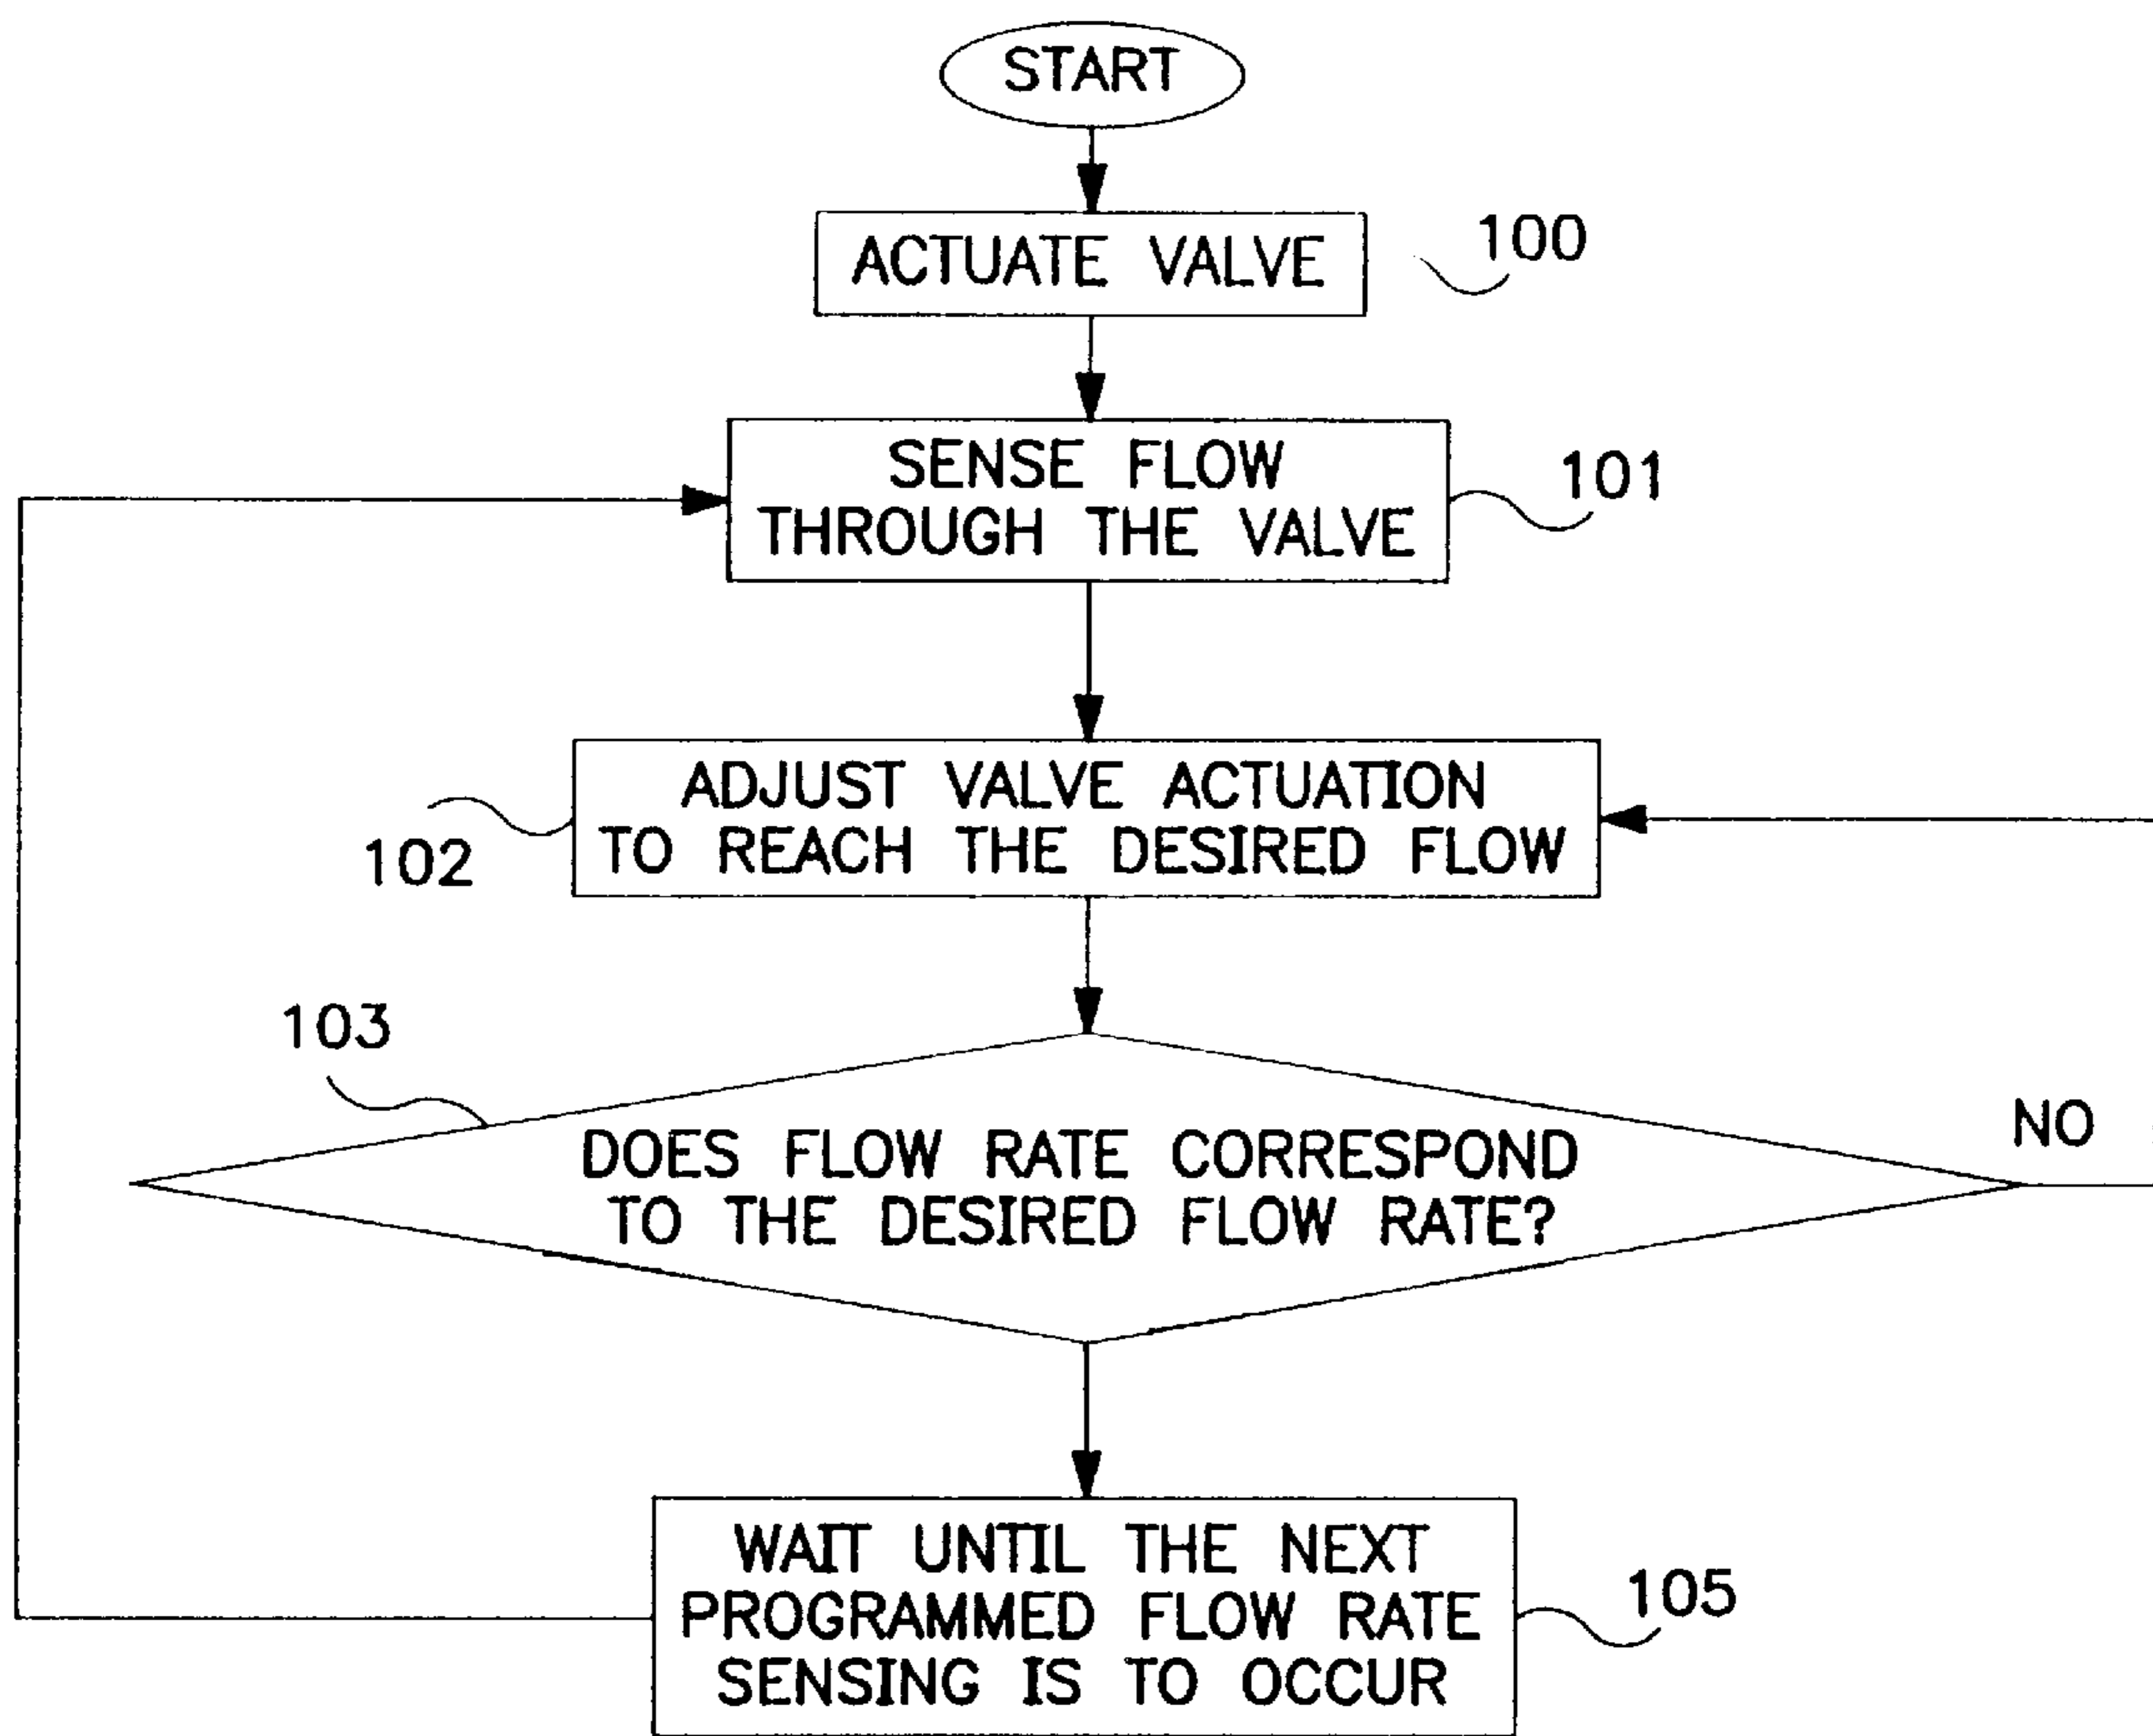 START
ACTUATE VALVE
100
SENSE FLOW
THROUGH THE VALVE
101
ADJUST VALVE ACTUATION
TO REACH THE DESIRED FLOW
102
103
DOES FLOW RATE CORRESPOND
TO THE DESIRED FLOW RATE?
NO
WAIT UNTIL THE NEXT
PROGRAMMED FLOW RATE
SENSING IS TO OCCUR
105